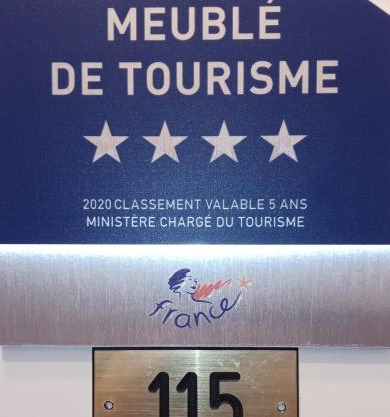 MEUBLÉ
DE TOURISME
2020 CLASSEMENT VALABLE 5 ANS
MINISTÈRE CHARGÉ DU TOURISME
france
115